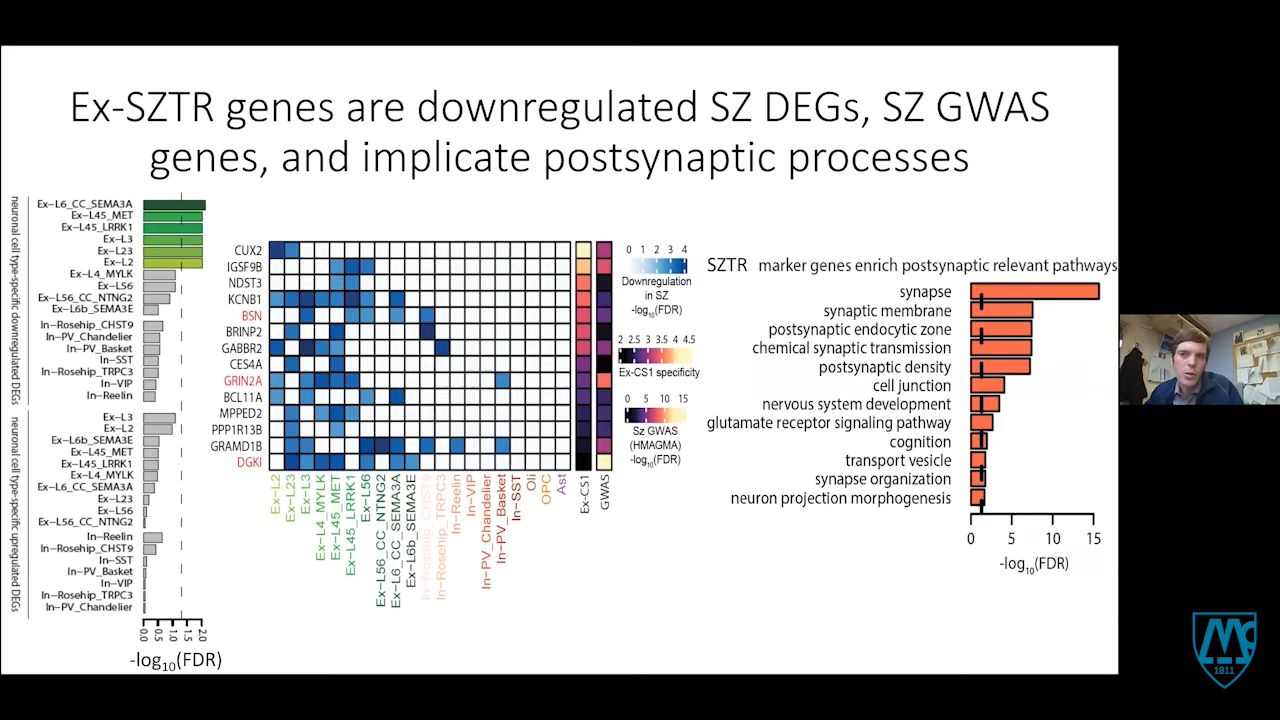 Ex-SZTR genes are downregulated SZ DEGs, SZ GWAS
genes, and implicate postsynaptic processes
neuronal cell type-specific downregulated DEGs
Ex−L6_CC_SEMA3A
Ex−L45_MET
Ex−L45_LRRK1
Ex−L3
Ex−L23
Ex−L2
Ex−L4_MYLK
Ex−L56
Ex−L56_CC_NTNG2
Ex−L6b_SEMA3E
In−Rosehip_CHST9
In−PV_Chandelier
In−PV_Basket
In−SST
In−Rosehip_TRPC3
In−VIP
In−Reelin
neuronal cell type-specific upregulated DEGs
Ex−L3
Ex−L2
Ex−L6b_SEMA3E
Ex−L45_MET
Ex−L45_LRRK1
Ex−L4_MYLK
Ex−L6_CC_SEMA3A
Ex−L23
Ex−L56
Ex−L56_CC_NTNG2
In−Reelin
In−Rosehip_CHST9
In−SST
In−PV_Basket
In−VIP
In−Rosehip_TRPC3
In−PV_Chandelier
0.0 0.5 1.0 1.5 2.0
-log10(FDR)
CUX2
IGSF9B
NDST3
KCNB1
BSN
BRINP2
GABBR2
CES4A
GRIN2A
BCL11A
MPPED2
PPP1R13B
GRAMD1B
DGKI
Ex−L2
Ex−L23
Ex−L3
Ex−L4_MYLK
Ex−L45_MET
Ex−L45_LRRK1
Ex−L56
Ex−L56_CC_NTNG2
Ex−L6_CC_SEMA3A
Ex−L6b_SEMA3E
In−Rosehip_CHST9
In−Rosehip_TRPC3
In−Reelin
In−VIP
In−PV_Chandelier
In−PV_Basket
In−SST
Oli
OPC
Ast
Ex-CS1
GWAS
0 1 2 3 4
Downregulation
in SZ
-log10(FDR)
2 2.5 3 3.5 4 4.5
Ex-CS1 specificity
0 5 10 15
Sz GWAS
(HMAGMA)
-log10(FDR)
SZTR marker genes enrich postsynaptic relevant pathways
synapse
synaptic membrane
postsynaptic endocytic zone
chemical synaptic transmission
postsynaptic density
cell junction
nervous system development
glutamate receptor signaling pathway
cognition
transport vesicle
synapse organization
neuron projection morphogenesis
0 5 10 15
-log10(FDR)
1811